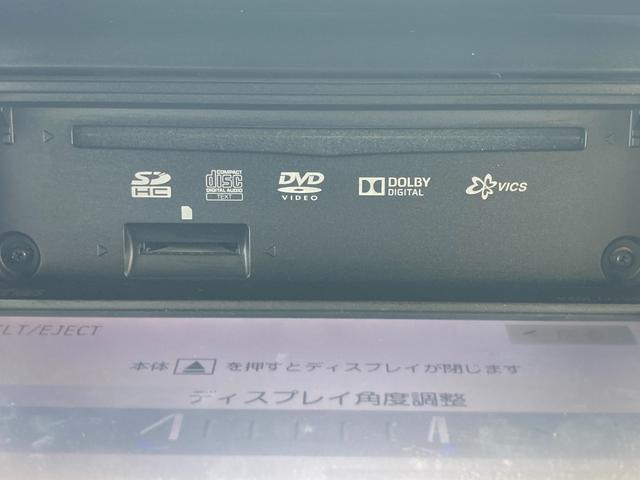 SD HC
COMPACT disc DIGITAL AUDIO TEXT
DVD VIDEO
DOLBY DIGITAL
VICS
LT/EJECT
本体 ▲ を押すとディスプレイが閉じます
ディスプレイ角度調整